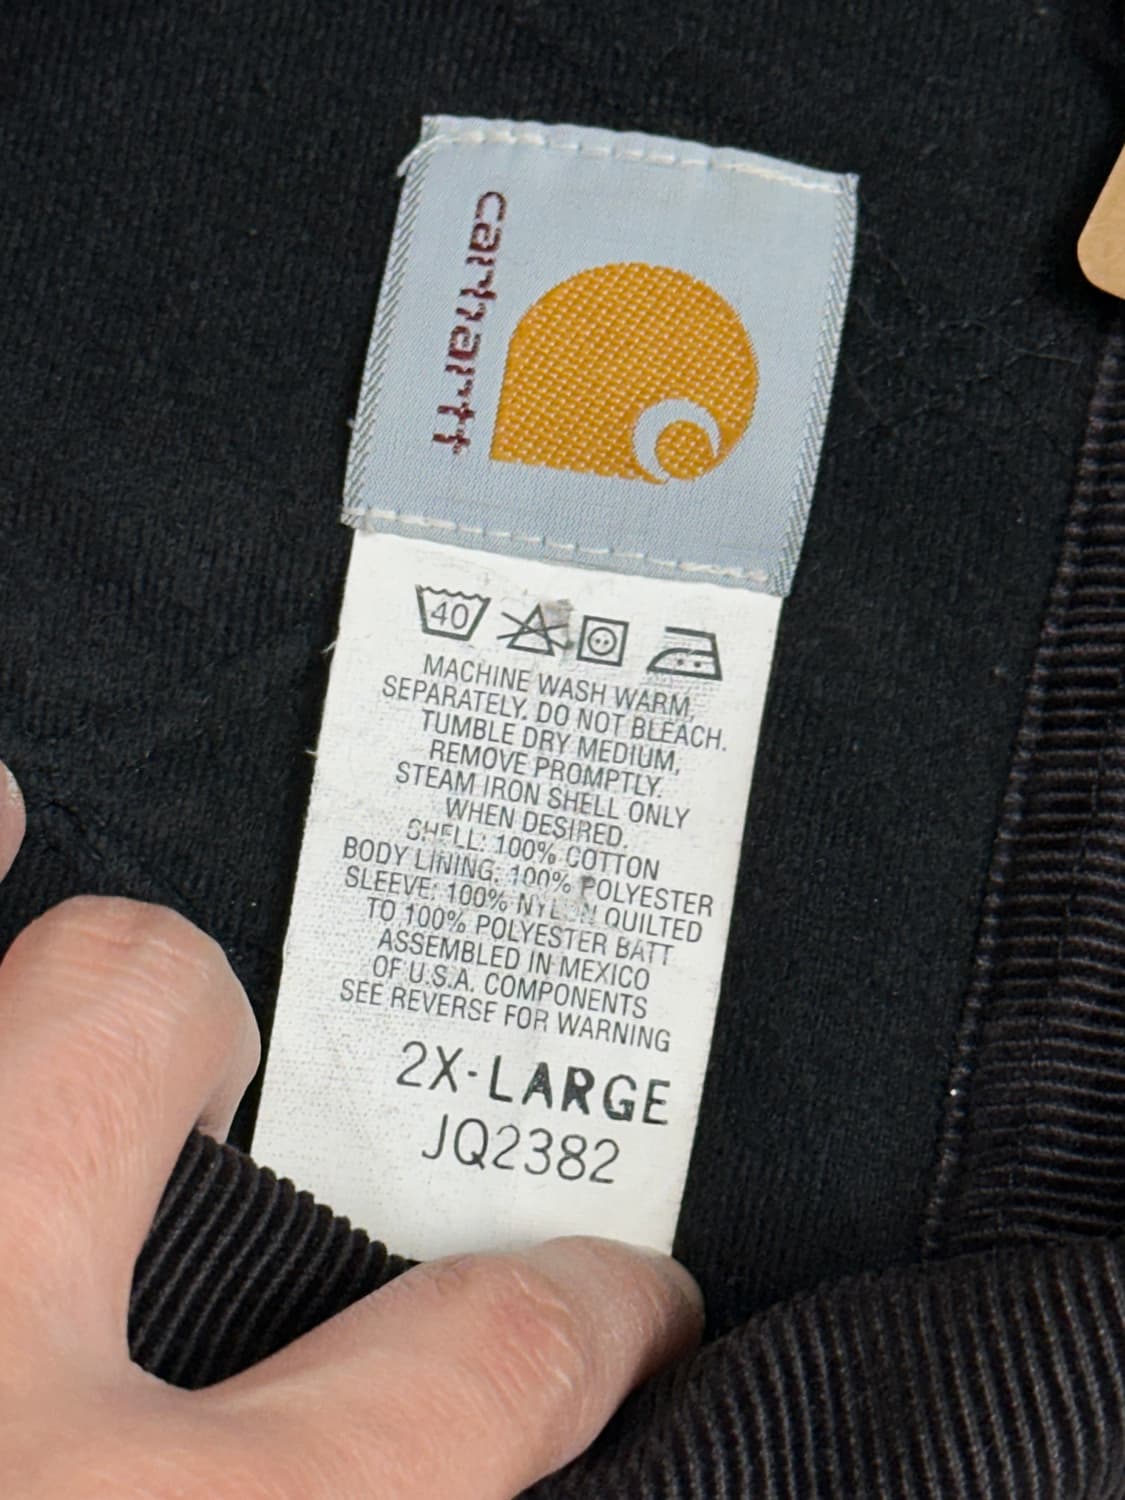 carhartt
40
MACHINE WASH WARM,
SEPARATELY. DO NOT BLEACH.
TUMBLE DRY MEDIUM,
REMOVE PROMPTLY.
STEAM IRON SHELL ONLY
WHEN DESIRED.
SHELL: 100% COTTON
BODY LINING: 100% POLYESTER
SLEEVE: 100% NYLON QUILTED
TO 100% POLYESTER BATT
ASSEMBLED IN MEXICO
OF U.S.A. COMPONENTS
SEE REVERSE FOR WARNING
2X-LARGE
JQ2382